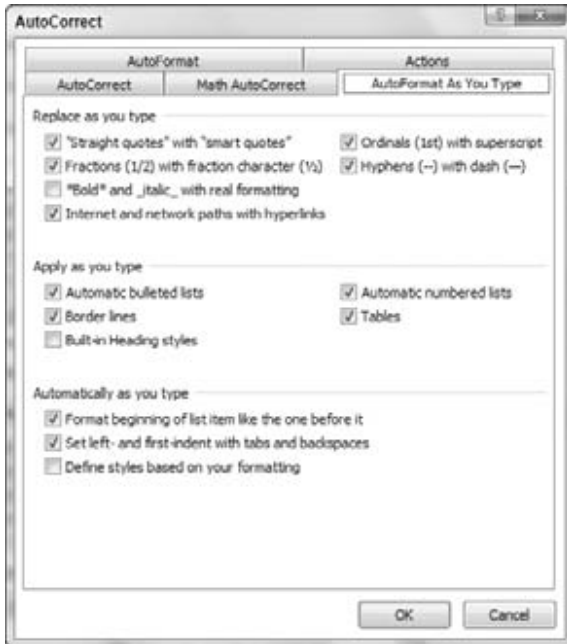 AutoCorrect
AutoFormat Actions
AutoCorrect Math AutoCorrect AutoFormat As You Type
Replace as you type
"Straight quotes" with “smart quotes” Ordinals (1st) with superscript
Fractions (1/2) with fraction character (½) Hyphens (--) with dash (—)
*Bold* and _italic_ with real formatting
Internet and network paths with hyperlinks
Apply as you type
Automatic bulleted lists Automatic numbered lists
Border lines Tables
Built-in Heading styles
Automatically as you type
Format beginning of list item like the one before it
Set left- and first-indent with tabs and backspaces
Define styles based on your formatting
OK Cancel